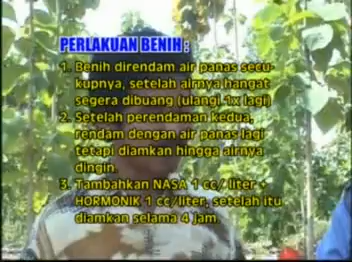 PERLAKUAN BENIH :
1. Benih direndam air panas secu-
kupnya, setelah airnya hangat
segera dibuang (ulangi 1x lagi)
2. Setelah perendaman kedua,
rendam dengan air panas lagi
tetapi diamkan hingga airnya
dingin.
3. Tambahkan NASA 1 cc/ liter +
HORMONIK 1 cc/liter, setelah itu
diamkan selama 4 jam.